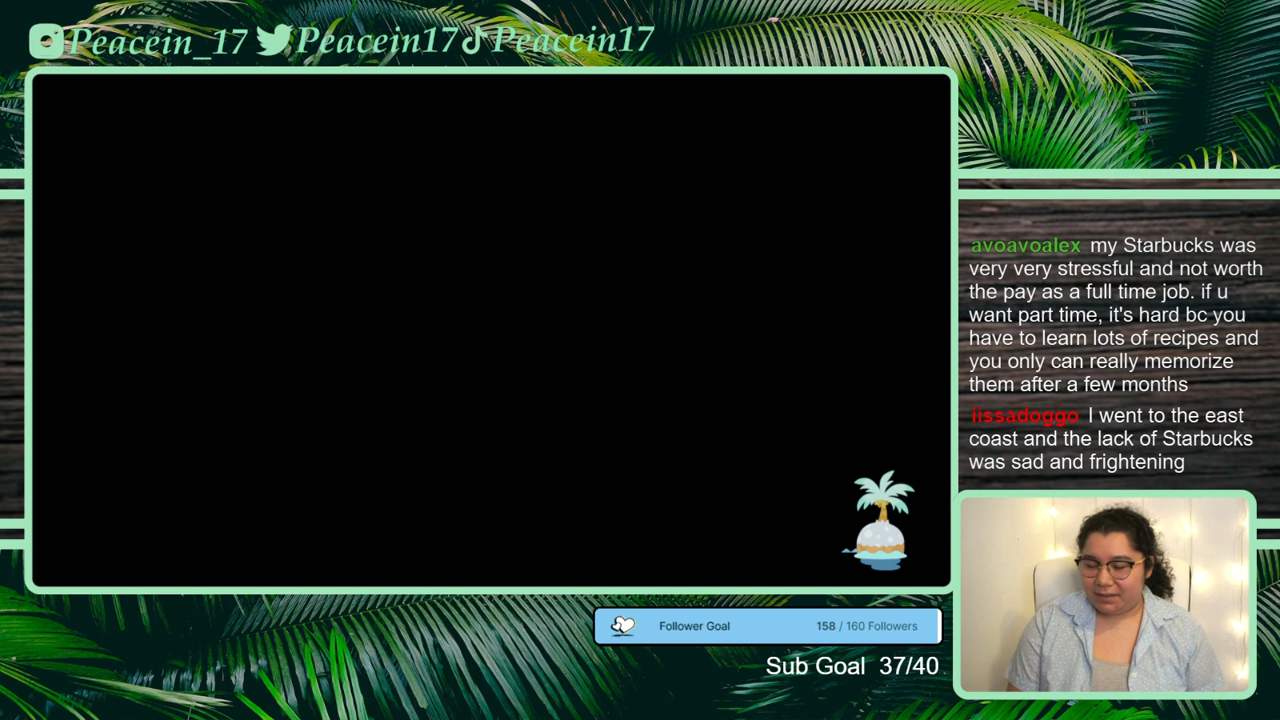 Peacein_17 Peacein17 Peacein17
avoavoalex my Starbucks was
very very stressful and not worth
the pay as a full time job. if u
want part time, it's hard bc you
have to learn lots of recipes and
you only can really memorize
them after a few months
lissadoggo I went to the east
coast and the lack of Starbucks
was sad and frightening
Follower Goal 158 / 160 Followers
Sub Goal 37/40